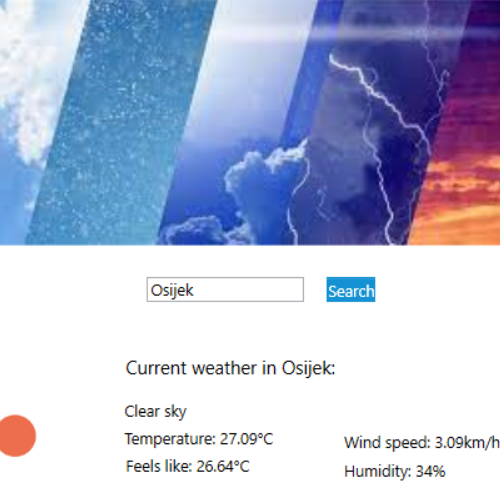 Osijek
Search
Current weather in Osijek:
Clear sky
Temperature: 27.09°C
Feels like: 26.64°C
Wind speed: 3.09km/h
Humidity: 34%